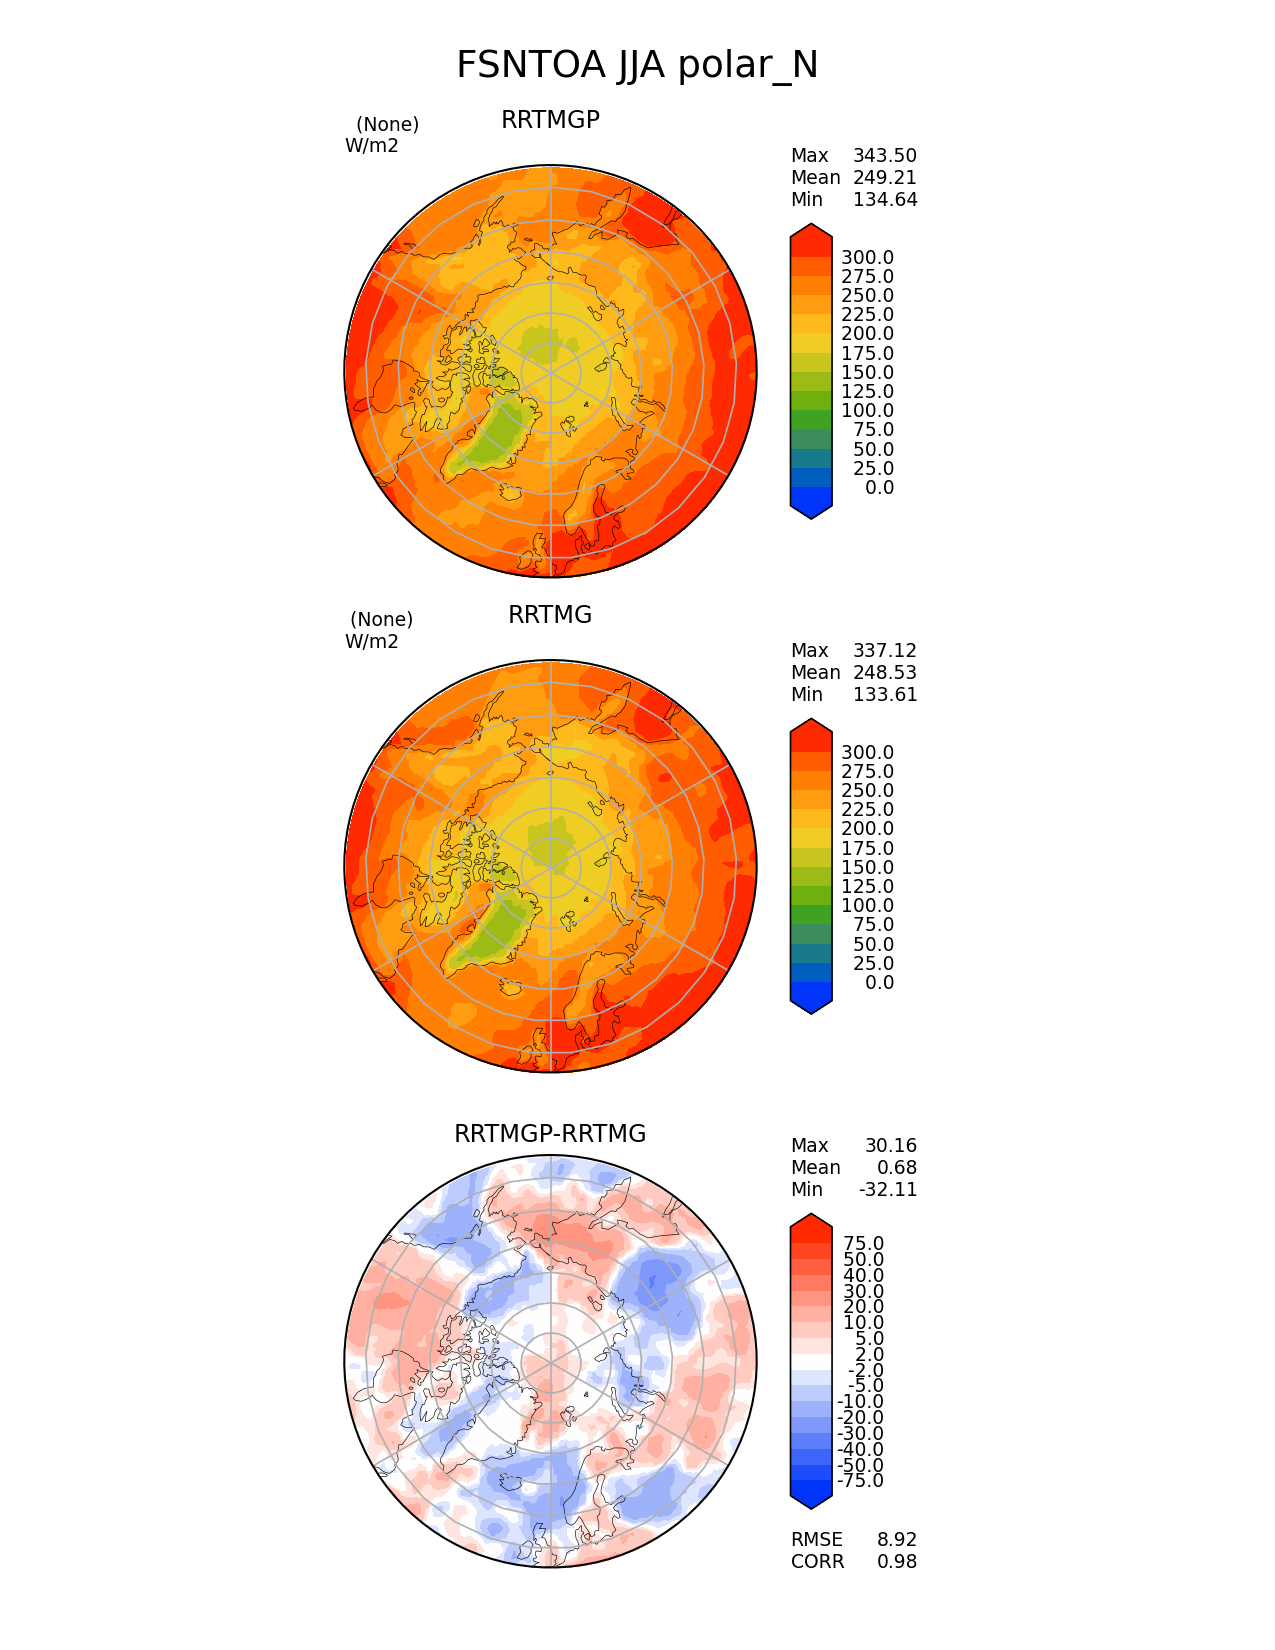 FSNTOA JJA polar_N
RRTMGP
(None)
W/m2
Max 343.50
Mean 249.21
Min 134.64
300.0
275.0
250.0
225.0
200.0
175.0
150.0
125.0
100.0
75.0
50.0
25.0
0.0
RRTMG
(None)
W/m2
Max 337.12
Mean 248.53
Min 133.61
300.0
275.0
250.0
225.0
200.0
175.0
150.0
125.0
100.0
75.0
50.0
25.0
0.0
RRTMGP-RRTMG
Max 30.16
Mean 0.68
Min -32.11
75.0
50.0
40.0
30.0
20.0
10.0
5.0
2.0
-2.0
-5.0
-10.0
-20.0
-30.0
-40.0
-50.0
-75.0
RMSE 8.92
CORR 0.98